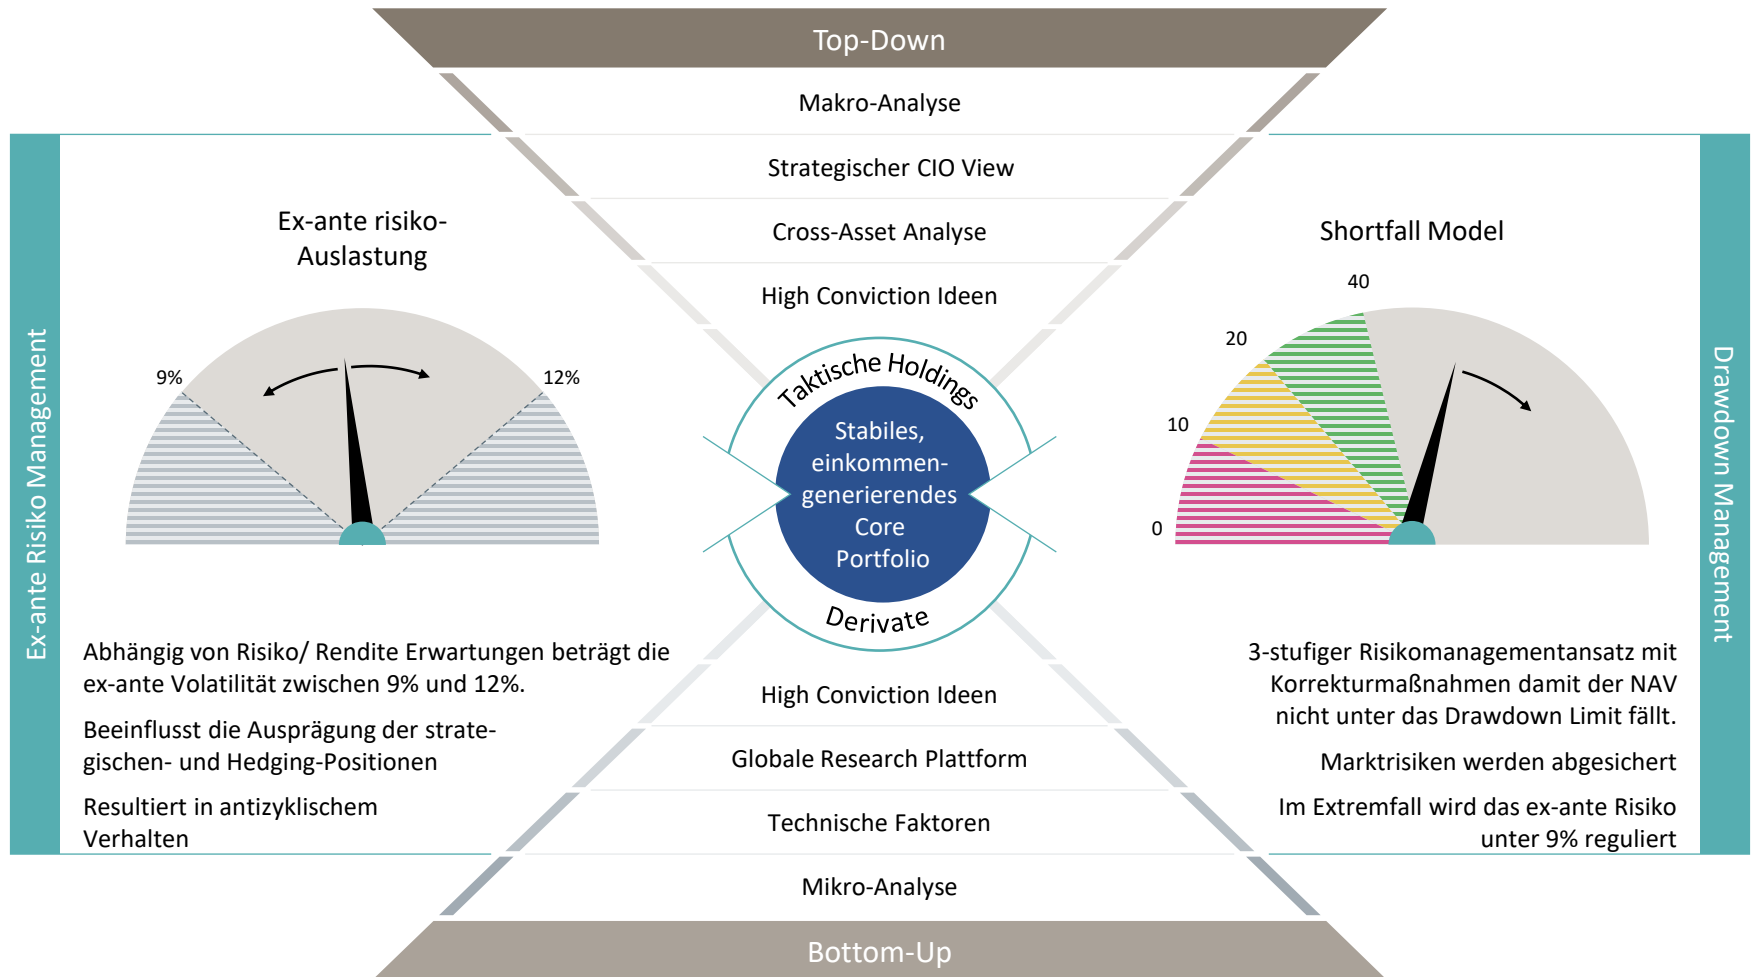 Top-Down
Makro-Analyse
Strategischer CIO View
Cross-Asset Analyse
High Conviction Ideen
Ex-ante Risiko Management
Ex-ante risiko-
Auslastung
9%
12%
Abhängig von Risiko/ Rendite Erwartungen beträgt die
ex-ante Volatilität zwischen 9% und 12%.
Beeinflusst die Ausprägung der strate-
gischen- und Hedging-Positionen
Resultiert in antizyklischem
Verhalten
Taktische Holdings
Stabiles,
einkommen-
generierendes
Core
Portfolio
Derivate
High Conviction Ideen
Globale Research Plattform
Technische Faktoren
Mikro-Analyse
Bottom-Up
Shortfall Model
40
20
10
0
3-stufiger Risikomanagementansatz mit
Korrekturmaßnahmen damit der NAV
nicht unter das Drawdown Limit fällt.
Marktrisiken werden abgesichert
Im Extremfall wird das ex-ante Risiko
unter 9% reguliert
Drawdown Management